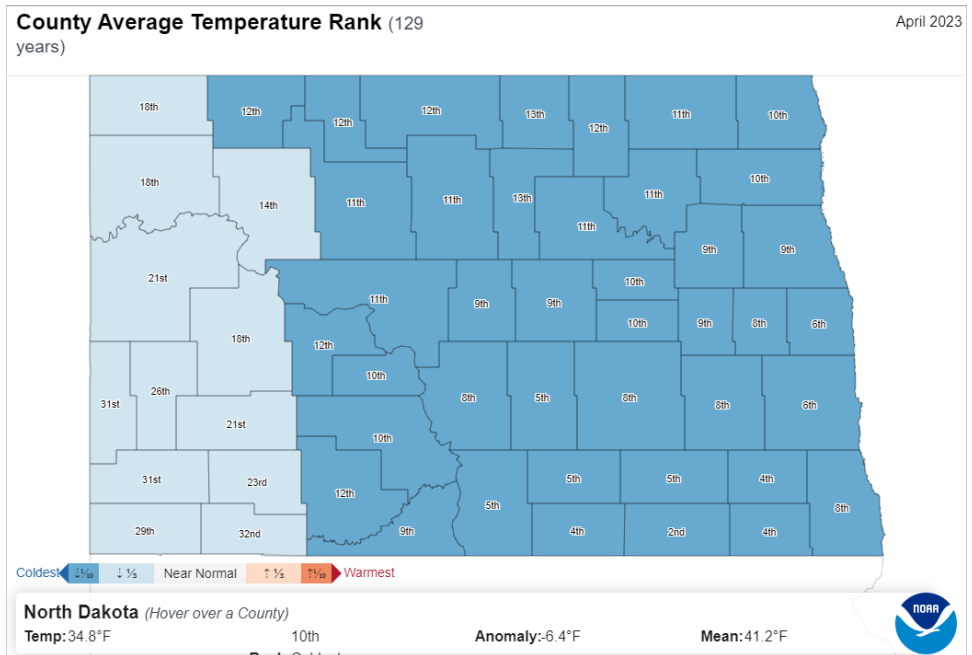 County Average Temperature Rank (129
years)
April 2023
18th 12th 12th 12th 13th 12th 11th 10th
18th 14th 11th 11th 13th 11th 11th 10th
9th 9th
21st 11th 9th 9th 10th
18th 12th 10th 9th 8th 6th
31st 26th 10th 8th 5th 8th 8th 6th
21st 10th
31st 23rd 12th 5th 5th 5th 4th 8th
29th 32nd 9th 4th 2nd 4th
Coldest ↓⅒ ↓ ⅓ Near Normal ↑ ⅓ ↑⅒ Warmest
North Dakota (Hover over a County)
Temp:34.8°F 10th Anomaly:-6.4°F Mean:41.2°F
NOAA